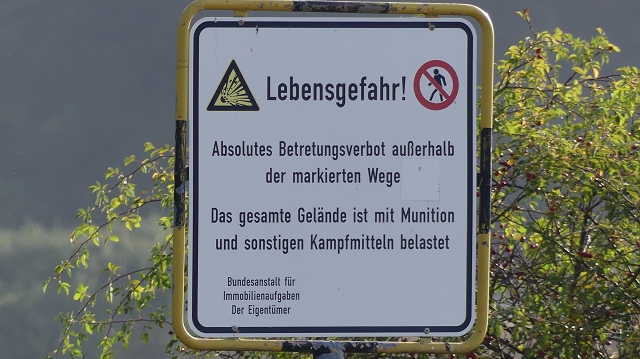 Lebensgefahr!
Absolutes Betretungsverbot außerhalb
der markierten Wege
Das gesamte Gelände ist mit Munition
und sonstigen Kampfmitteln belastet
Bundesanstalt für
Immobilienaufgaben
Der Eigentümer